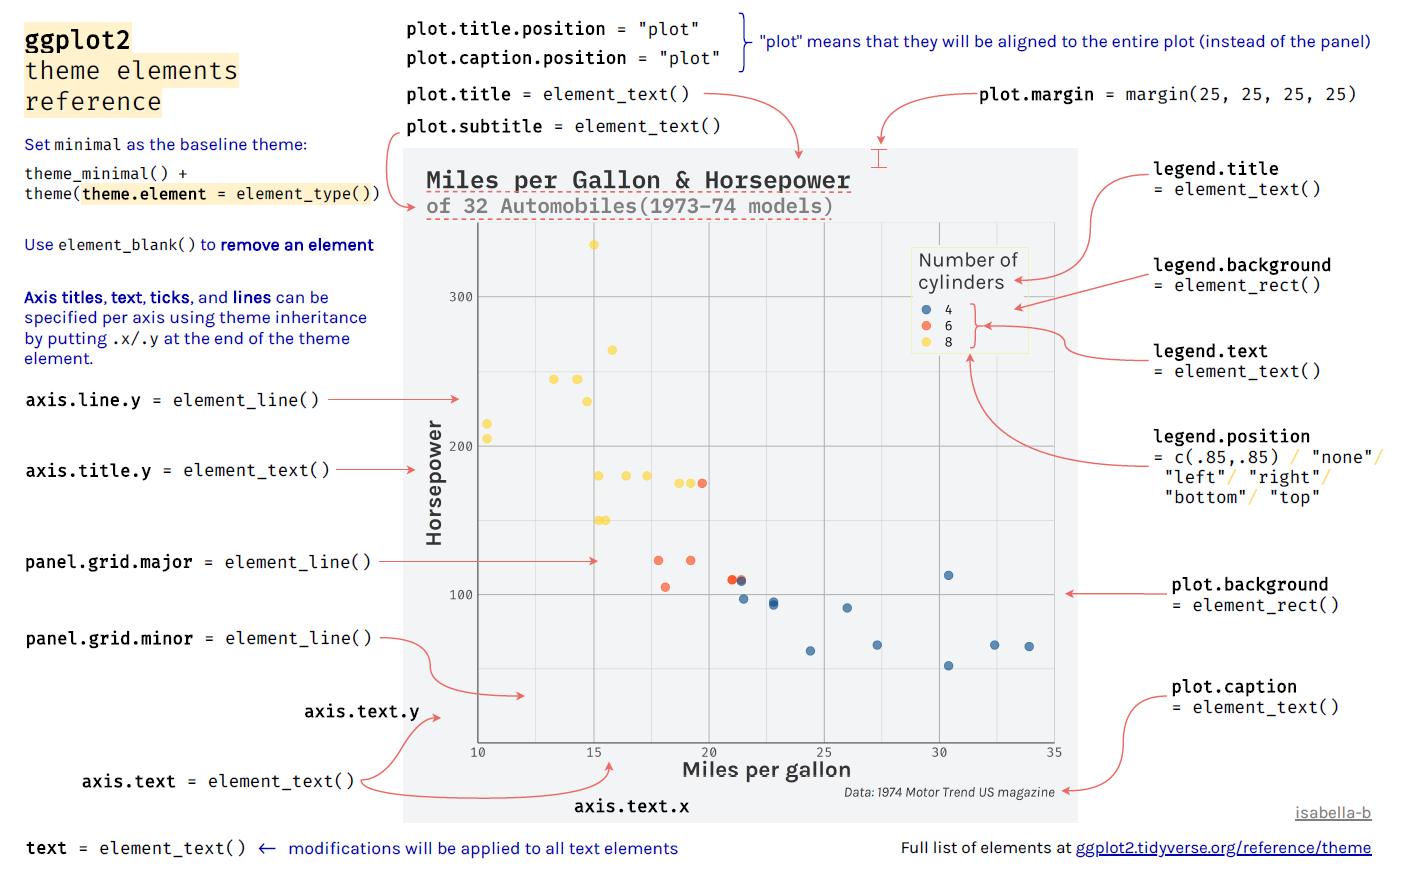 ggplot2
theme elements
reference
Set minimal as the baseline theme:
theme_minimal() +
theme(theme.element = element_type())
Use element_blank() to remove an element
Axis titles, text, ticks, and lines can be
specified per axis using theme inheritance
by putting .x/.y at the end of the theme
element.
axis.line.y = element_line()
axis.title.y = element_text()
panel.grid.major = element_line()
panel.grid.minor = element_line()
axis.text.y
axis.text = element_text()
axis.text.x
text = element_text() ← modifications will be applied to all text elements
plot.title.position = "plot"
plot.caption.position = "plot"
"plot" means that they will be aligned to the entire plot (instead of the panel)
plot.title = element_text()
plot.subtitle = element_text()
plot.margin = margin(25, 25, 25, 25)
Miles per Gallon & Horsepower
of 32 Automobiles(1973-74 models)
Number of
cylinders
4
6
8
Horsepower
300
200
100
10 15 20 25 30 35
Miles per gallon
Data: 1974 Motor Trend US magazine
legend.title
= element_text()
legend.background
= element_rect()
legend.text
= element_text()
legend.position
= c(.85,.85) / "none"/
"left"/ "right"/
"bottom"/ "top"
plot.background
= element_rect()
plot.caption
= element_text()
isabella-b
Full list of elements at ggplot2.tidyverse.org/reference/theme